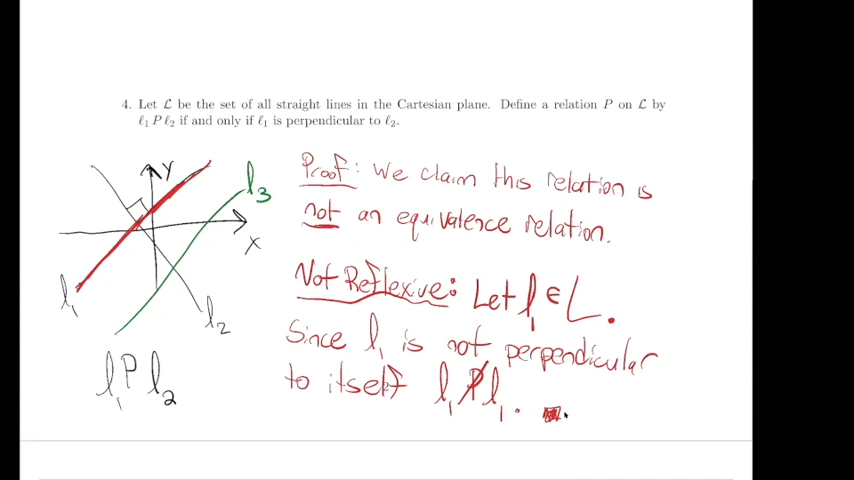 4. Let ℒ be the set of all straight lines in the Cartesian plane. Define a relation P on ℒ by
ℓ₁ P ℓ₂ if and only if ℓ₁ is perpendicular to ℓ₂.
y
x
l₁
l₂
l₃
l₁ P l₂
Proof: We claim this relation is
not an equivalence relation.
Not Reflexive: Let l₁ ∈ L.
Since l₁ is not perpendicular
to itself l₁ P̸ l₁.